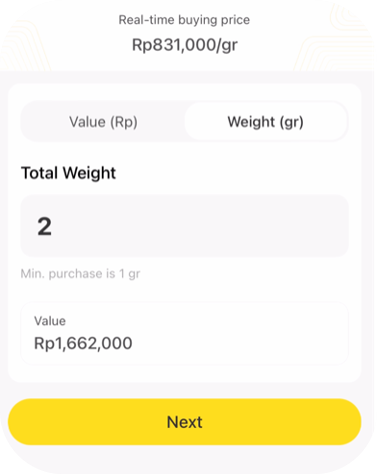 Real-time buying price
Rp831,000/gr
Value (Rp) Weight (gr)
Total Weight
2
Min. purchase is 1 gr
Value
Rp1,662,000
Next